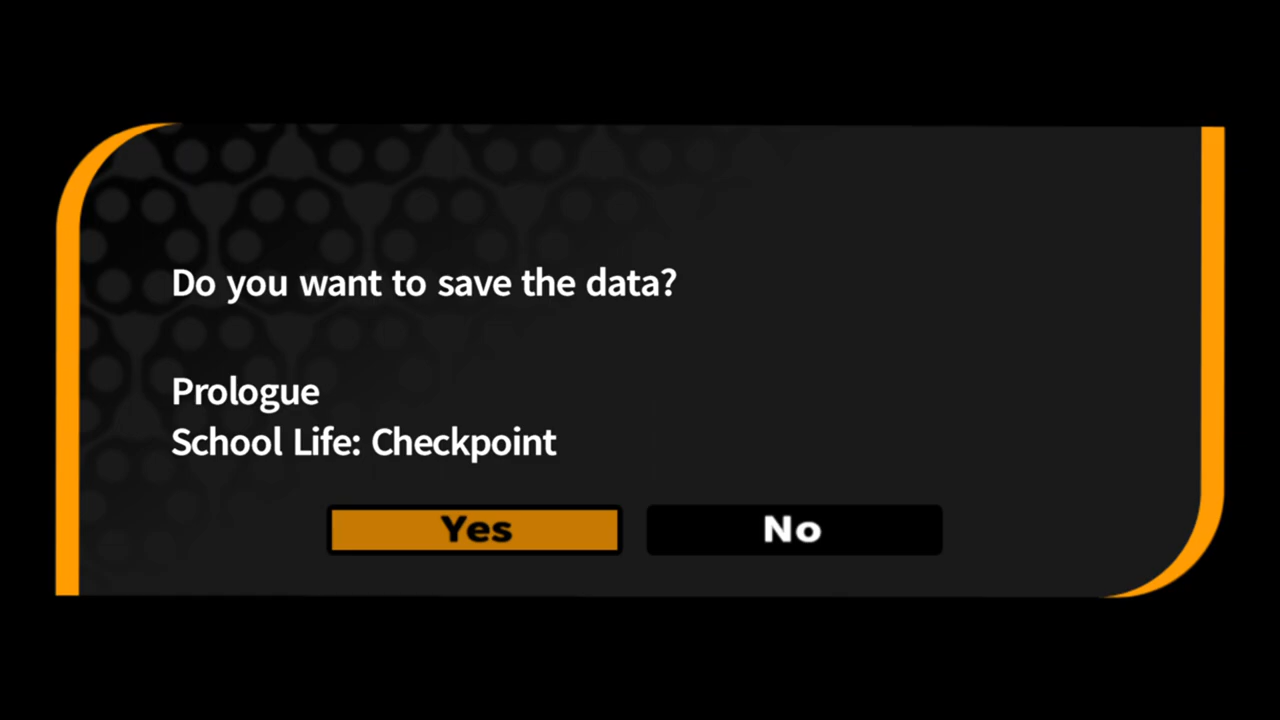 Do you want to save the data?
Prologue
School Life: Checkpoint
Yes
No